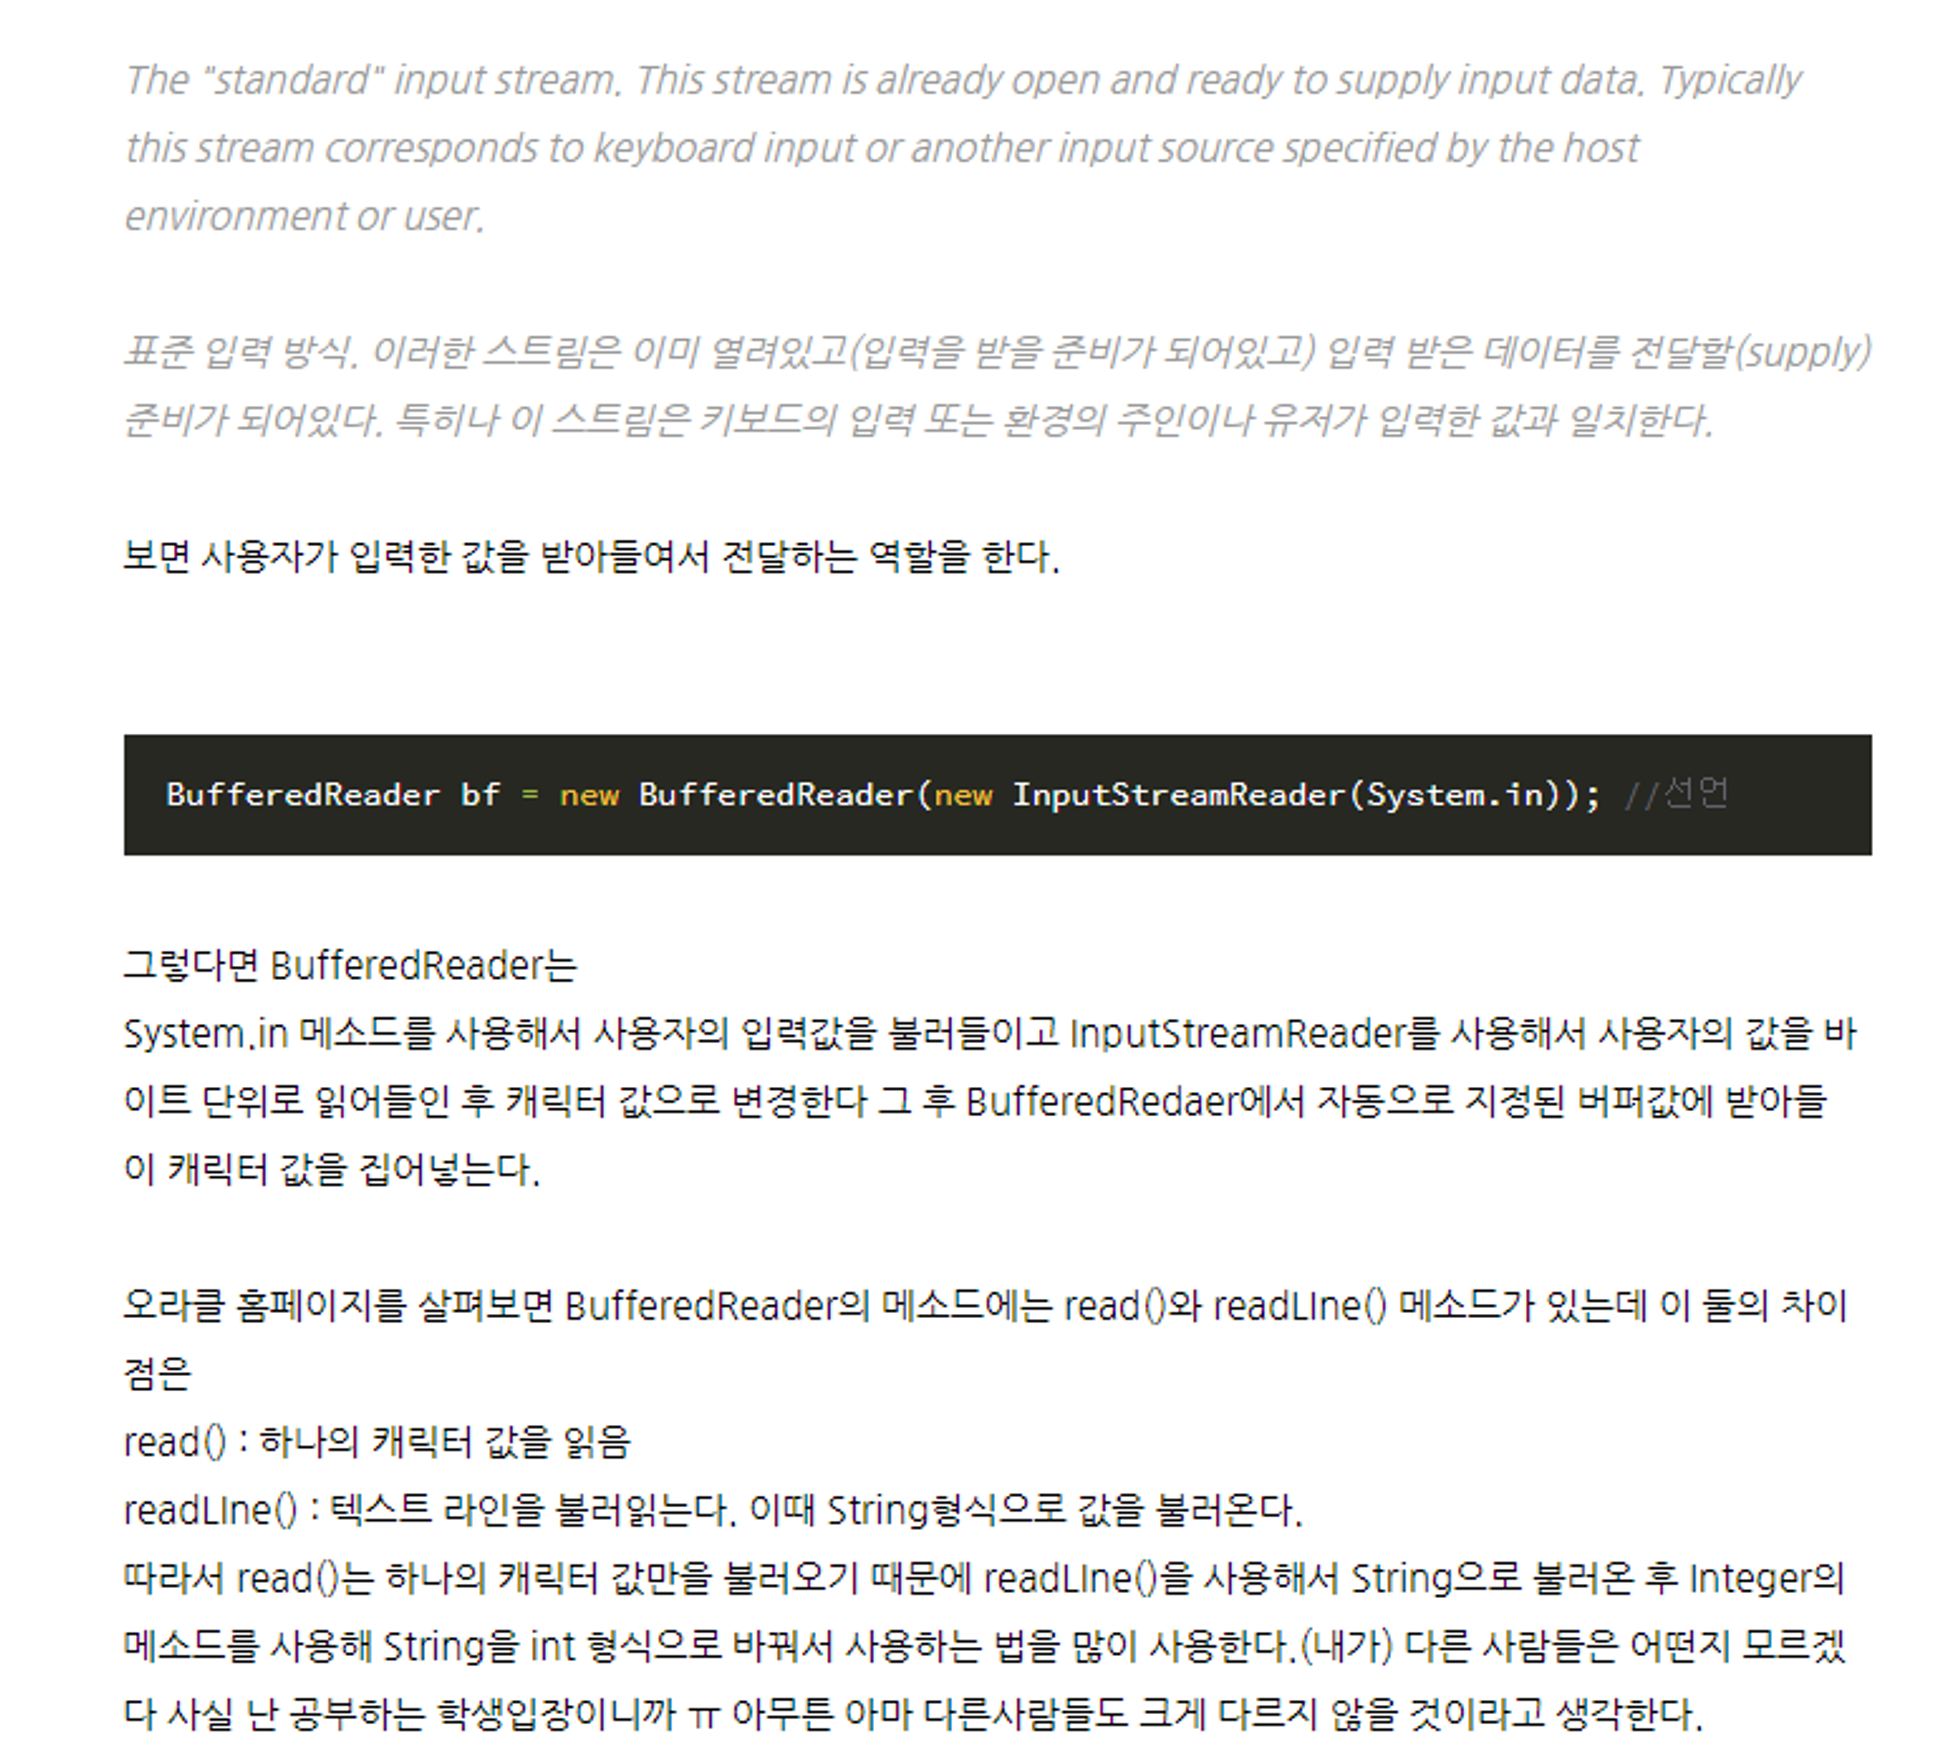 The "standard" input stream. This stream is already open and ready to supply input data. Typically
this stream corresponds to keyboard input or another input source specified by the host
environment or user.
표준 입력 방식. 이러한 스트림은 이미 열려있고(입력을 받을 준비가 되어있고) 입력 받은 데이터를 전달할(supply)
준비가 되어있다. 특히나 이 스트림은 키보드의 입력 또는 환경의 주인이나 유저가 입력한 값과 일치한다.
보면 사용자가 입력한 값을 받아들여서 전달하는 역할을 한다.
BufferedReader bf = new BufferedReader(new InputStreamReader(System.in)); //선언
그렇다면 BufferedReader는
System.in 메소드를 사용해서 사용자의 입력값을 불러들이고 InputStreamReader를 사용해서 사용자의 값을 바
이트 단위로 읽어들인 후 캐릭터 값으로 변경한다 그 후 BufferedRedaer에서 자동으로 지정된 버퍼값에 받아들
이 캐릭터 값을 집어넣는다.
오라클 홈페이지를 살펴보면 BufferedReader의 메소드에는 read()와 readLIne() 메소드가 있는데 이 둘의 차이
점은
read() : 하나의 캐릭터 값을 읽음
readLIne() : 텍스트 라인을 불러읽는다. 이때 String형식으로 값을 불러온다.
따라서 read()는 하나의 캐릭터 값만을 불러오기 때문에 readLIne()을 사용해서 String으로 불러온 후 Integer의
메소드를 사용해 String을 int 형식으로 바꿔서 사용하는 법을 많이 사용한다.(내가) 다른 사람들은 어떤지 모르겠
다 사실 난 공부하는 학생입장이니까 ㅠ 아무튼 아마 다른사람들도 크게 다르지 않을 것이라고 생각한다.